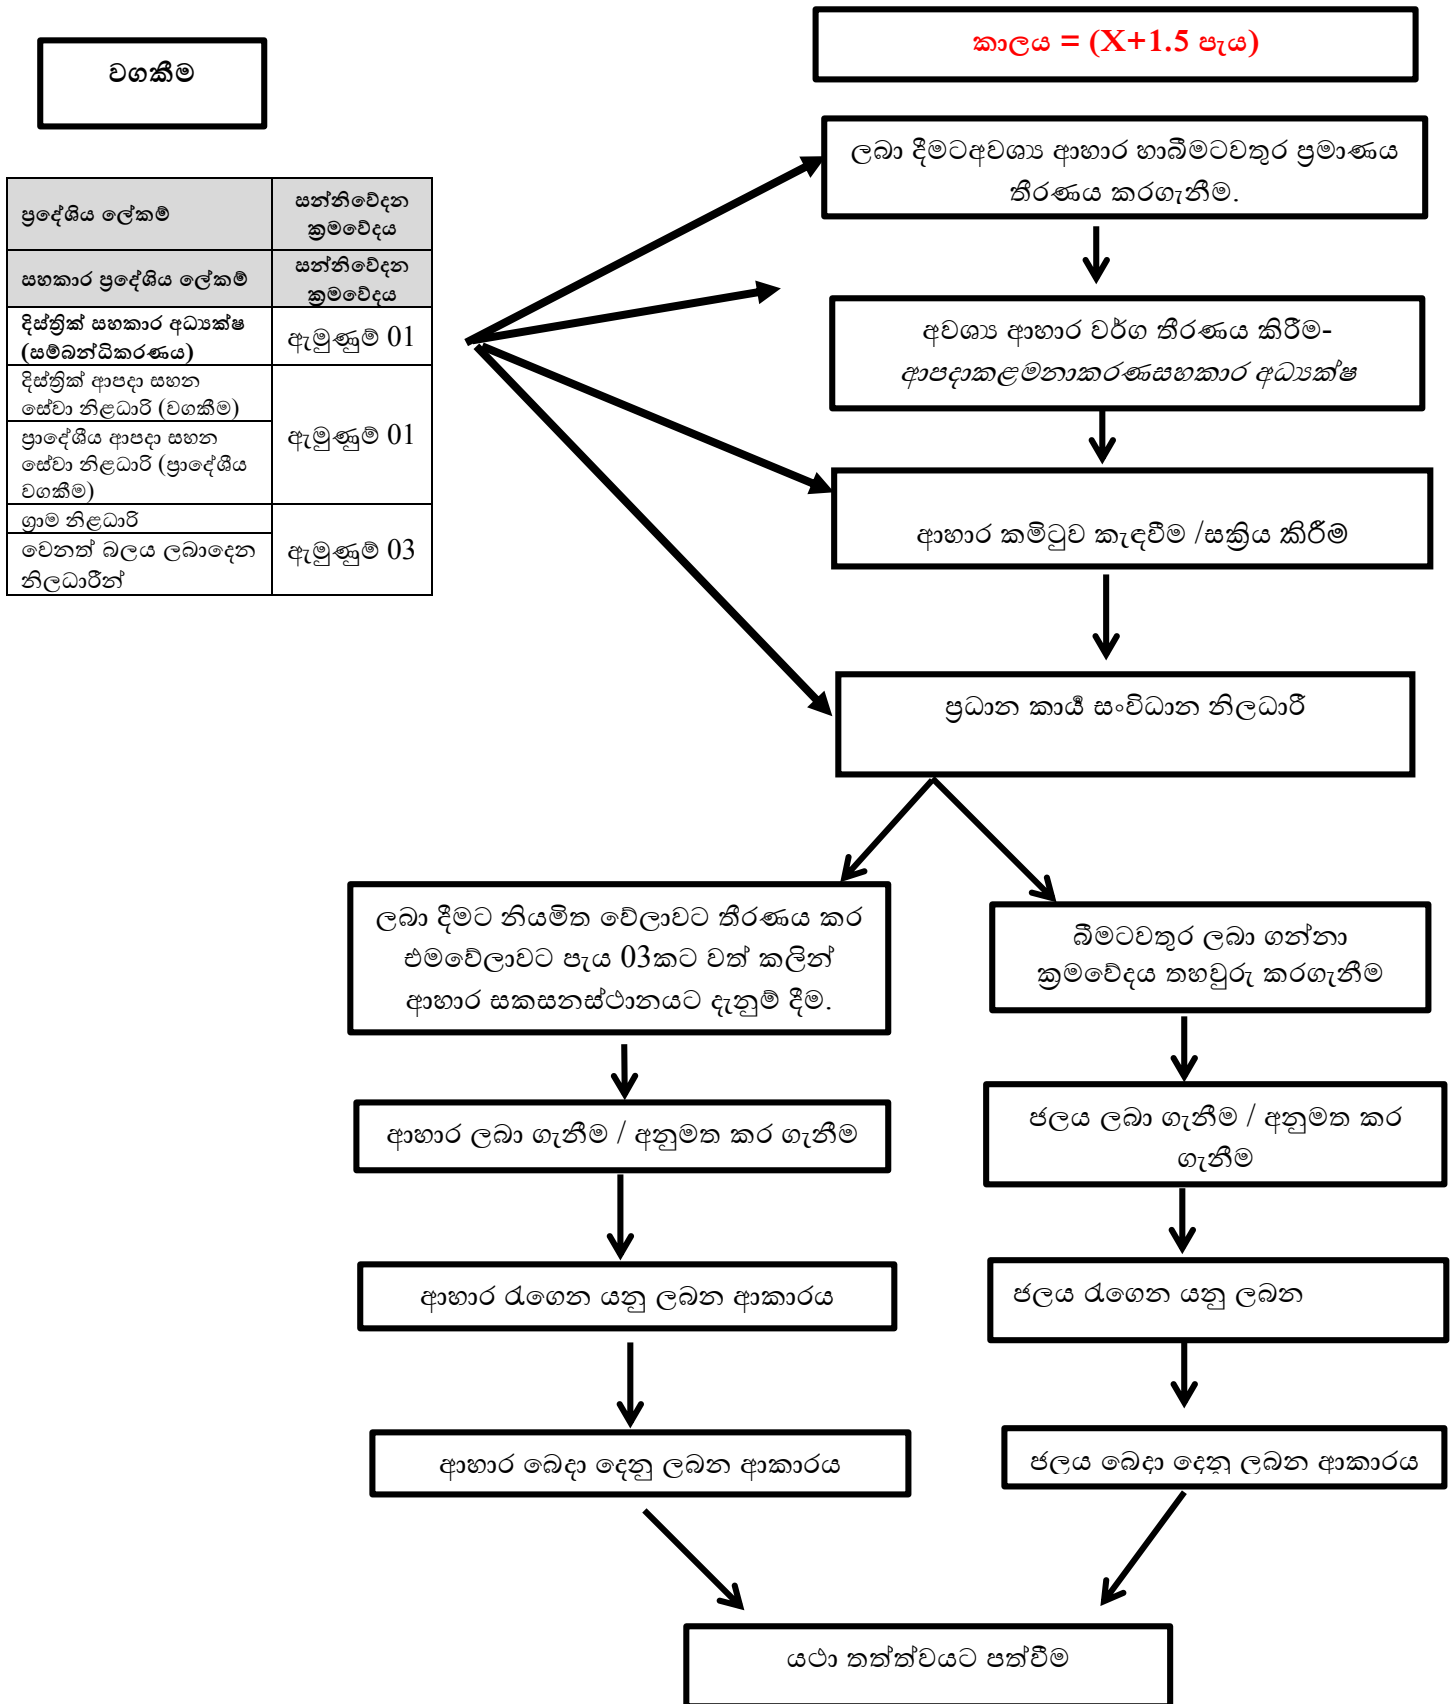 කාලය = (X+1.5 පැය)
වගකීම
ලබා දීමටඅවශ්‍ය ආහාර හාබීමටවතුර ප්‍රමාණය
තීරණය කරගැනීම.
ප්‍රදේශිය ලේකම්
සන්නිවේදන
ක්‍රමවේදය
සහකාර ප්‍රදේශිය ලේකම්
සන්නිවේදන
ක්‍රමවේදය
දිස්ත්‍රික් සහකාර අධ්‍යක්ෂ
(සම්බන්ධිකරණය)
ඇමුණුම් 01
දිස්ත්‍රික් ආපදා සහන
සේවා නිළධාරි (වගකීම)
ප්‍රාදේශීය ආපදා සහන
සේවා නිළධාරි (ප්‍රාදේශීය
වගකීම)
ඇමුණුම් 01
ග්‍රාම නිළධාරි
වෙනත් බලය ලබාදෙන
නිලධාරීන්
ඇමුණුම් 03
අවශ්‍ය ආහාර වර්ග තීරණය කිරීම-
ආපදාකළමනාකරණසහකාර අධ්‍යක්ෂ
ආහාර කමිටුව කැඳවීම /සක්‍රිය කිරීම
ප්‍රධාන කාර්‍ය සංවිධාන නිලධාරී
ලබා දීමට නියමිත වේලාවට තීරණය කර
එමවේලාවට පැය 03කට වත් කලින්
ආහාර සකසනස්ථානයට දැනුම් දීම.
බීමටවතුර ලබා ගන්නා
ක්‍රමවේදය තහවුරු කරගැනීම
ආහාර ලබා ගැනීම / අනුමත කර ගැනීම
ජලය ලබා ගැනීම / අනුමත කර
ගැනීම
ආහාර රැගෙන යනු ලබන ආකාරය
ජලය රැගෙන යනු ලබන
ආහාර බෙදා දෙනු ලබන ආකාරය
ජලය බෙදා දෙනු ලබන ආකාරය
යථා තත්ත්වයට පත්වීම